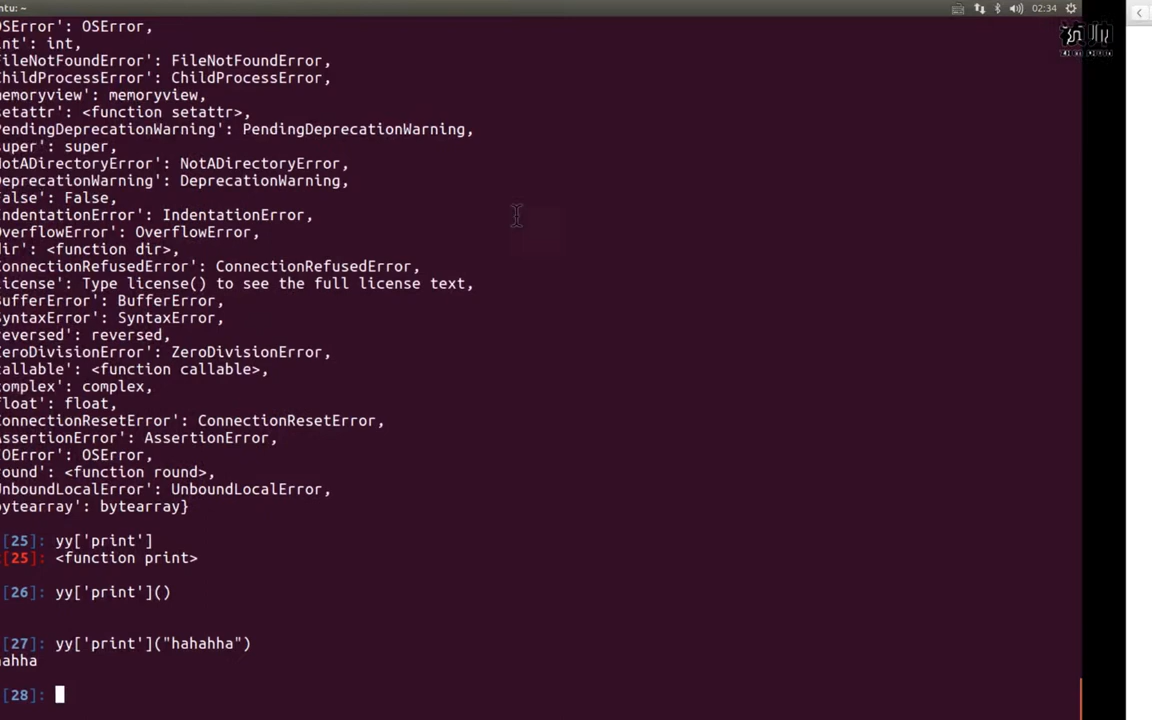 ntu: ~
02:34
OSError': OSError,
int': int,
FileNotFoundError': FileNotFoundError,
ChildProcessError': ChildProcessError,
memoryview': memoryview,
setattr': <function setattr>,
PendingDeprecationWarning': PendingDeprecationWarning,
super': super,
NotADirectoryError': NotADirectoryError,
DeprecationWarning': DeprecationWarning,
False': False,
IndentationError': IndentationError,
OverflowError': OverflowError,
dir': <function dir>,
ConnectionRefusedError': ConnectionRefusedError,
license': Type license() to see the full license text,
BufferError': BufferError,
SyntaxError': SyntaxError,
reversed': reversed,
ZeroDivisionError': ZeroDivisionError,
callable': <function callable>,
complex': complex,
float': float,
ConnectionResetError': ConnectionResetError,
AssertionError': AssertionError,
IOError': OSError,
round': <function round>,
UnboundLocalError': UnboundLocalError,
bytearray': bytearray}
[25]: yy['print']
[25]: <function print>
[26]: yy['print']()
[27]: yy['print']("hahahha")
hahha
[28]: